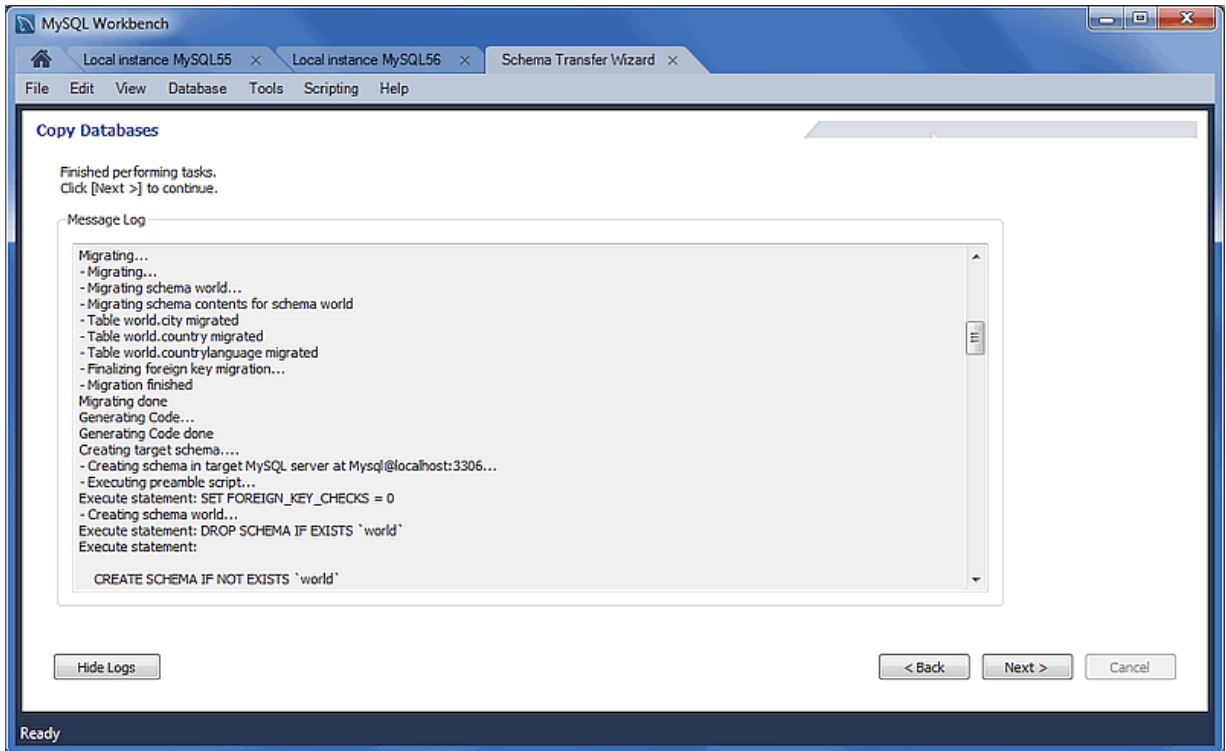 MySQL Workbench
Local instance MySQL55 × Local instance MySQL56 × Schema Transfer Wizard ×
File Edit View Database Tools Scripting Help
Copy Databases
Finished performing tasks.
Click [Next >] to continue.
Message Log
Migrating...
- Migrating...
- Migrating schema world...
- Migrating schema contents for schema world
- Table world.city migrated
- Table world.country migrated
- Table world.countrylanguage migrated
- Finalizing foreign key migration...
- Migration finished
Migrating done
Generating Code...
Generating Code done
Creating target schema....
- Creating schema in target MySQL server at Mysql@localhost:3306...
- Executing preamble script...
Execute statement: SET FOREIGN_KEY_CHECKS = 0
- Creating schema world...
Execute statement: DROP SCHEMA IF EXISTS `world`
Execute statement:
CREATE SCHEMA IF NOT EXISTS `world`
Hide Logs < Back Next > Cancel
Ready